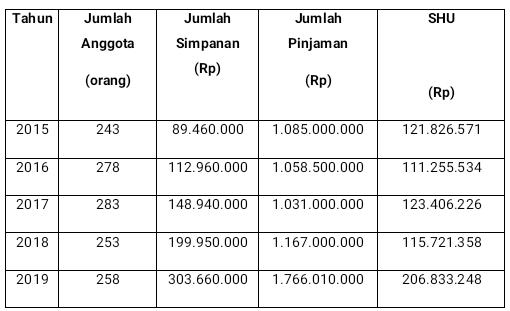 Tahun Jumlah Anggota (orang) Jumlah Simpanan (Rp) Jumlah Pinjaman (Rp) SHU (Rp)
2015 243 89.460.000 1.085.000.000 121.826.571
2016 278 112.960.000 1.058.500.000 111.255.534
2017 283 148.940.000 1.031.000.000 123.406.226
2018 253 199.950.000 1.167.000.000 115.721.358
2019 258 303.660.000 1.766.010.000 206.833.248